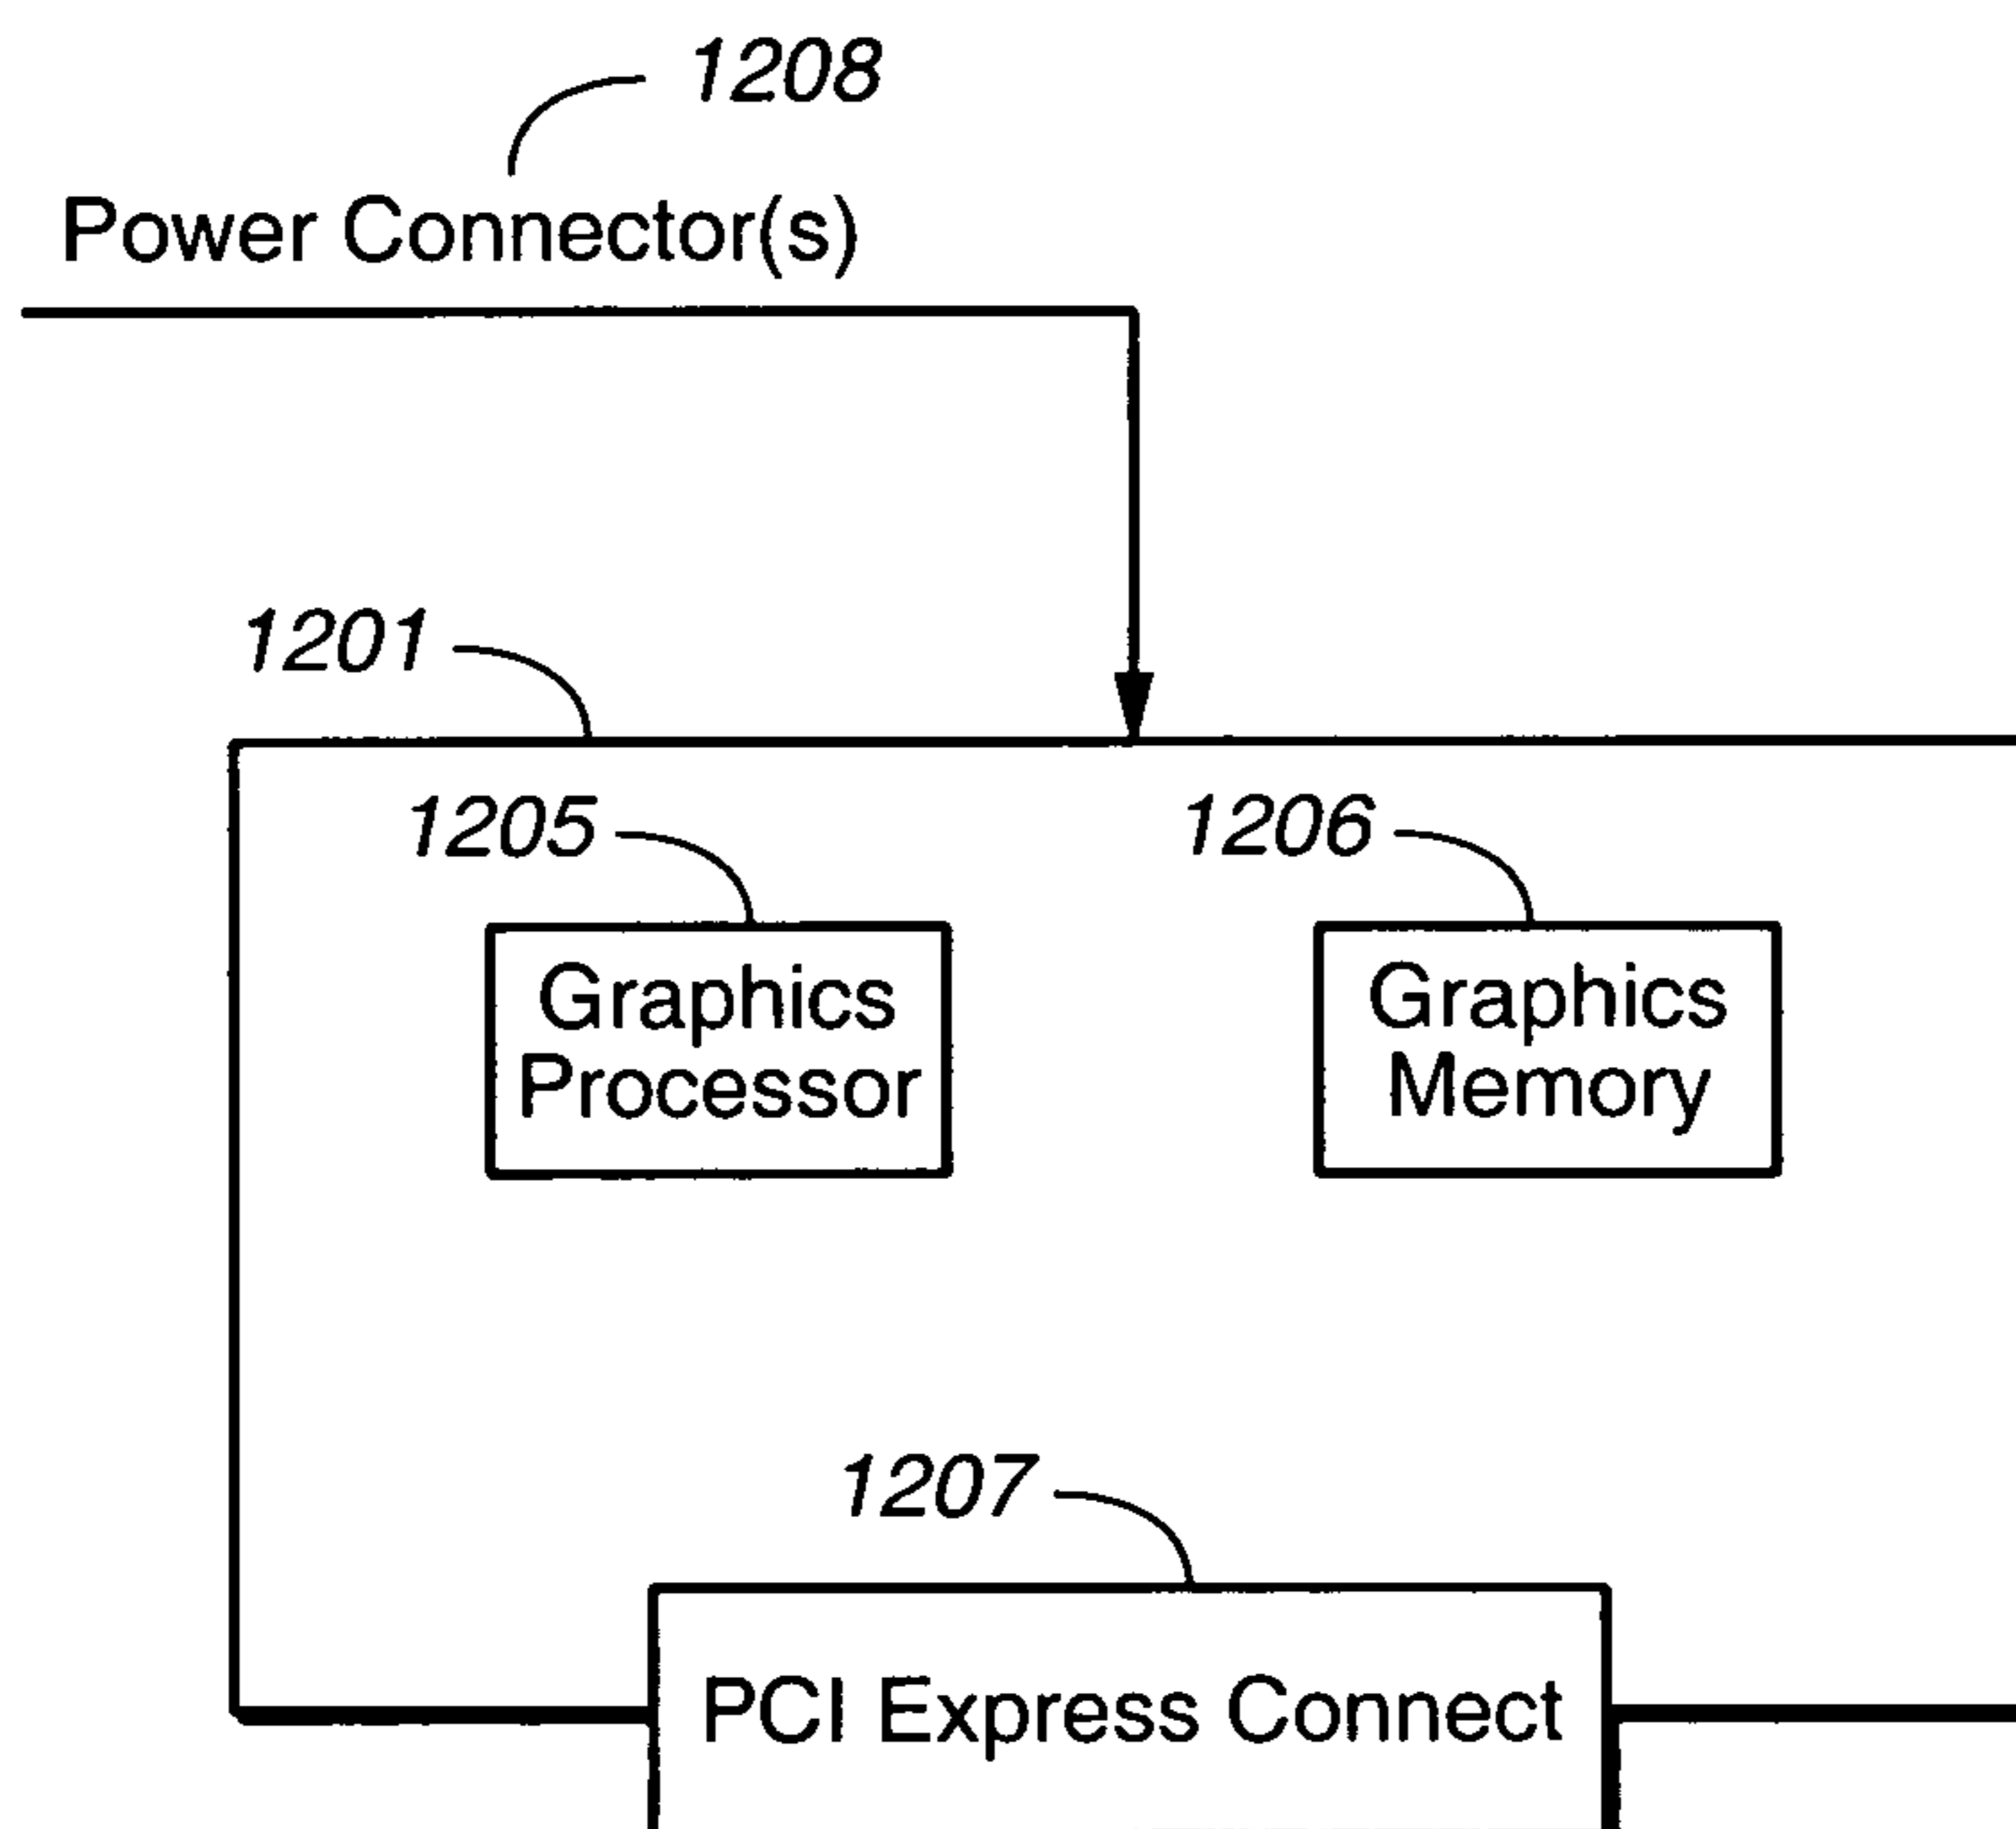 1208
Power Connector(s)
1201
1205
1206
Graphics
Processor
Graphics
Memory
1207
PCI Express Connect